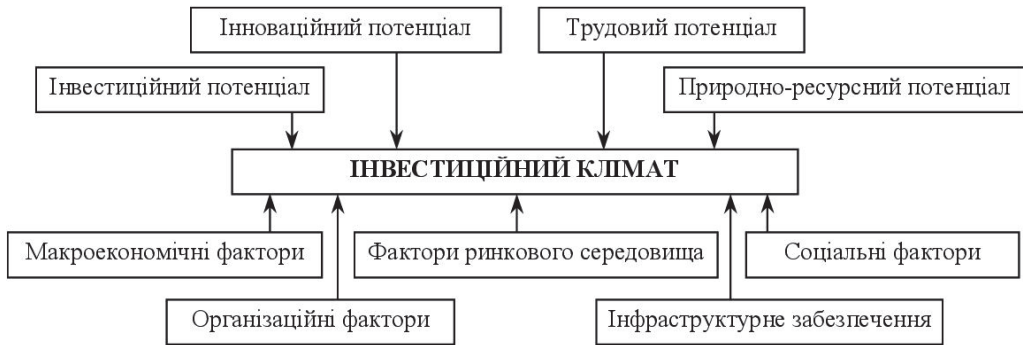 Інноваційний потенціал
Трудовий потенціал
Інвестиційний потенціал
Природно-ресурсний потенціал
ІНВЕСТИЦІЙНИЙ КЛІМАТ
Макроекономічні фактори
Фактори ринкового середовища
Соціальні фактори
Організаційні фактори
Інфраструктурне забезпечення